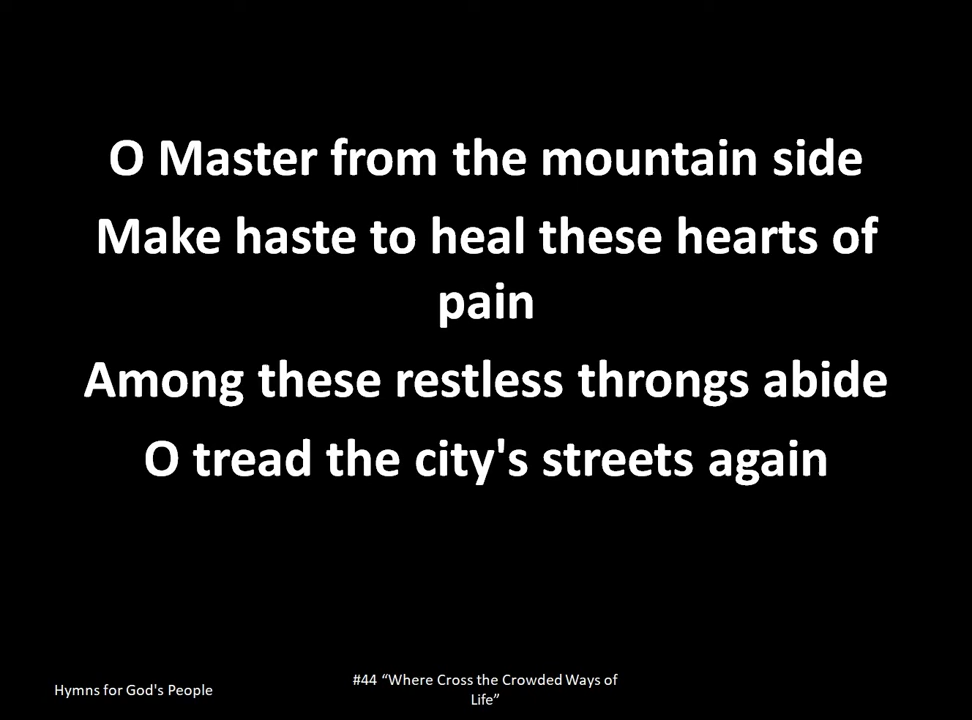 O Master from the mountain side
Make haste to heal these hearts of
pain
Among these restless throngs abide
O tread the city's streets again
Hymns for God's People
#44 “Where Cross the Crowded Ways of
Life”